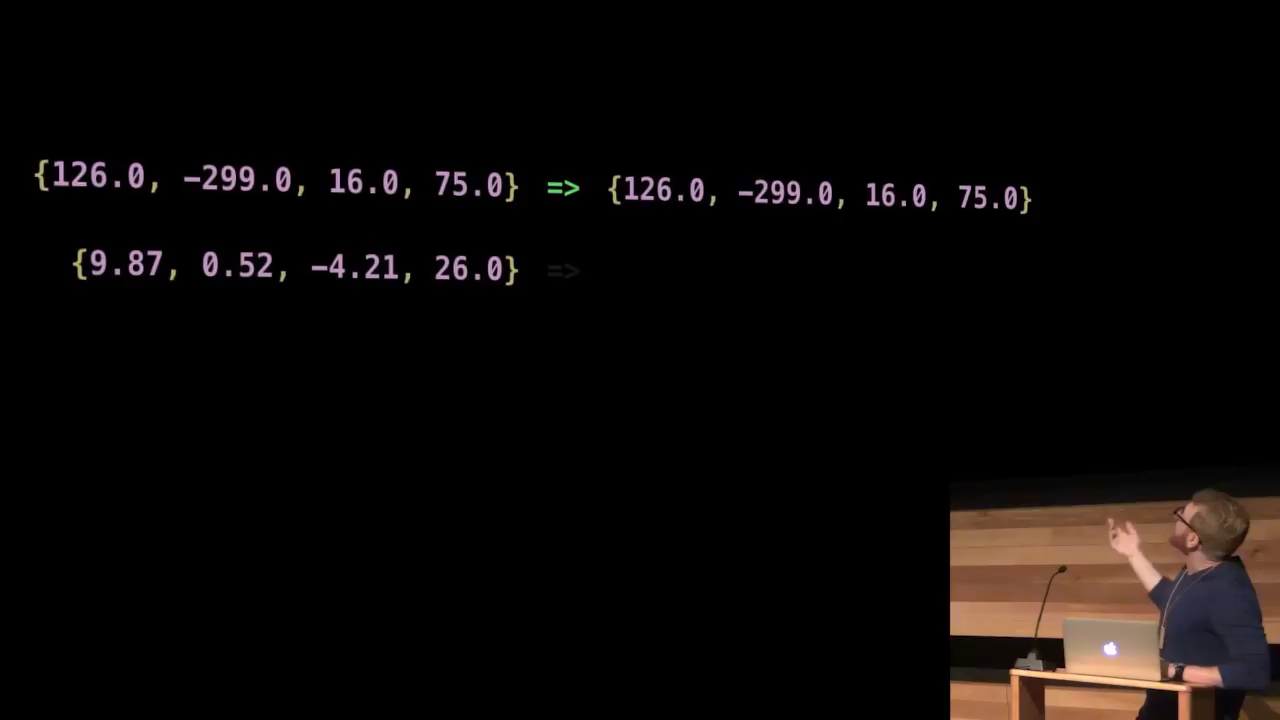 {126.0, −299.0, 16.0, 75.0} => {126.0, −299.0, 16.0, 75.0}
{9.87, 0.52, −4.21, 26.0} =>